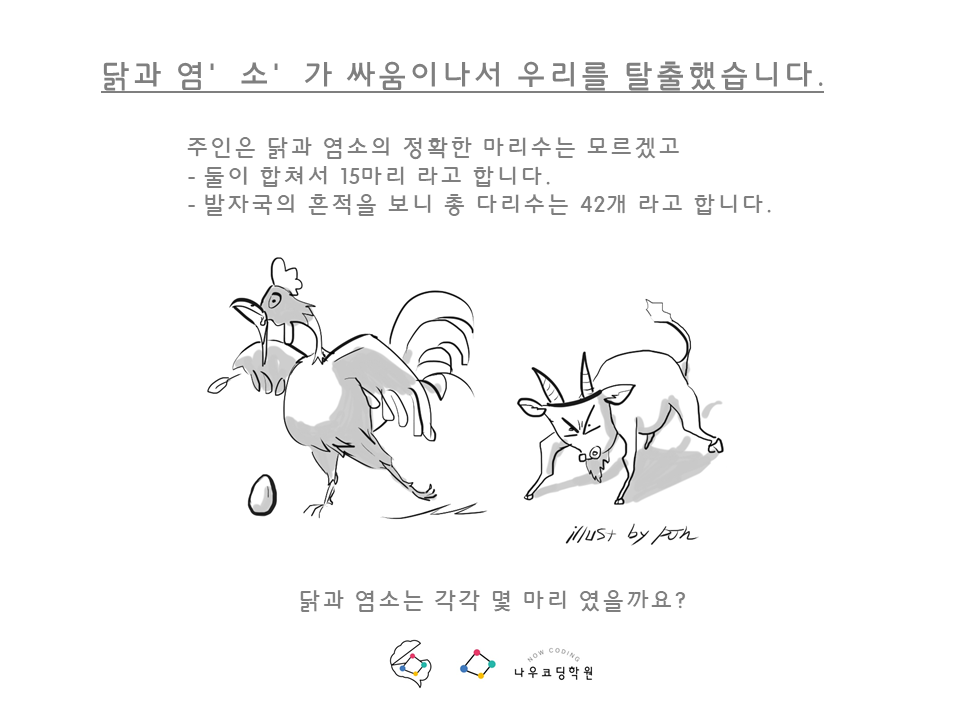 닭과 염' 소' 가 싸움이나서 우리를 탈출했습니다.
주인은 닭과 염소의 정확한 마리수는 모르겠고
- 둘이 합쳐서 15마리 라고 합니다.
- 발자국의 흔적을 보니 총 다리수는 42개 라고 합니다.
illust by poh
닭과 염소는 각각 몇 마리 였을까요?
NOW CODING
나우코딩학원